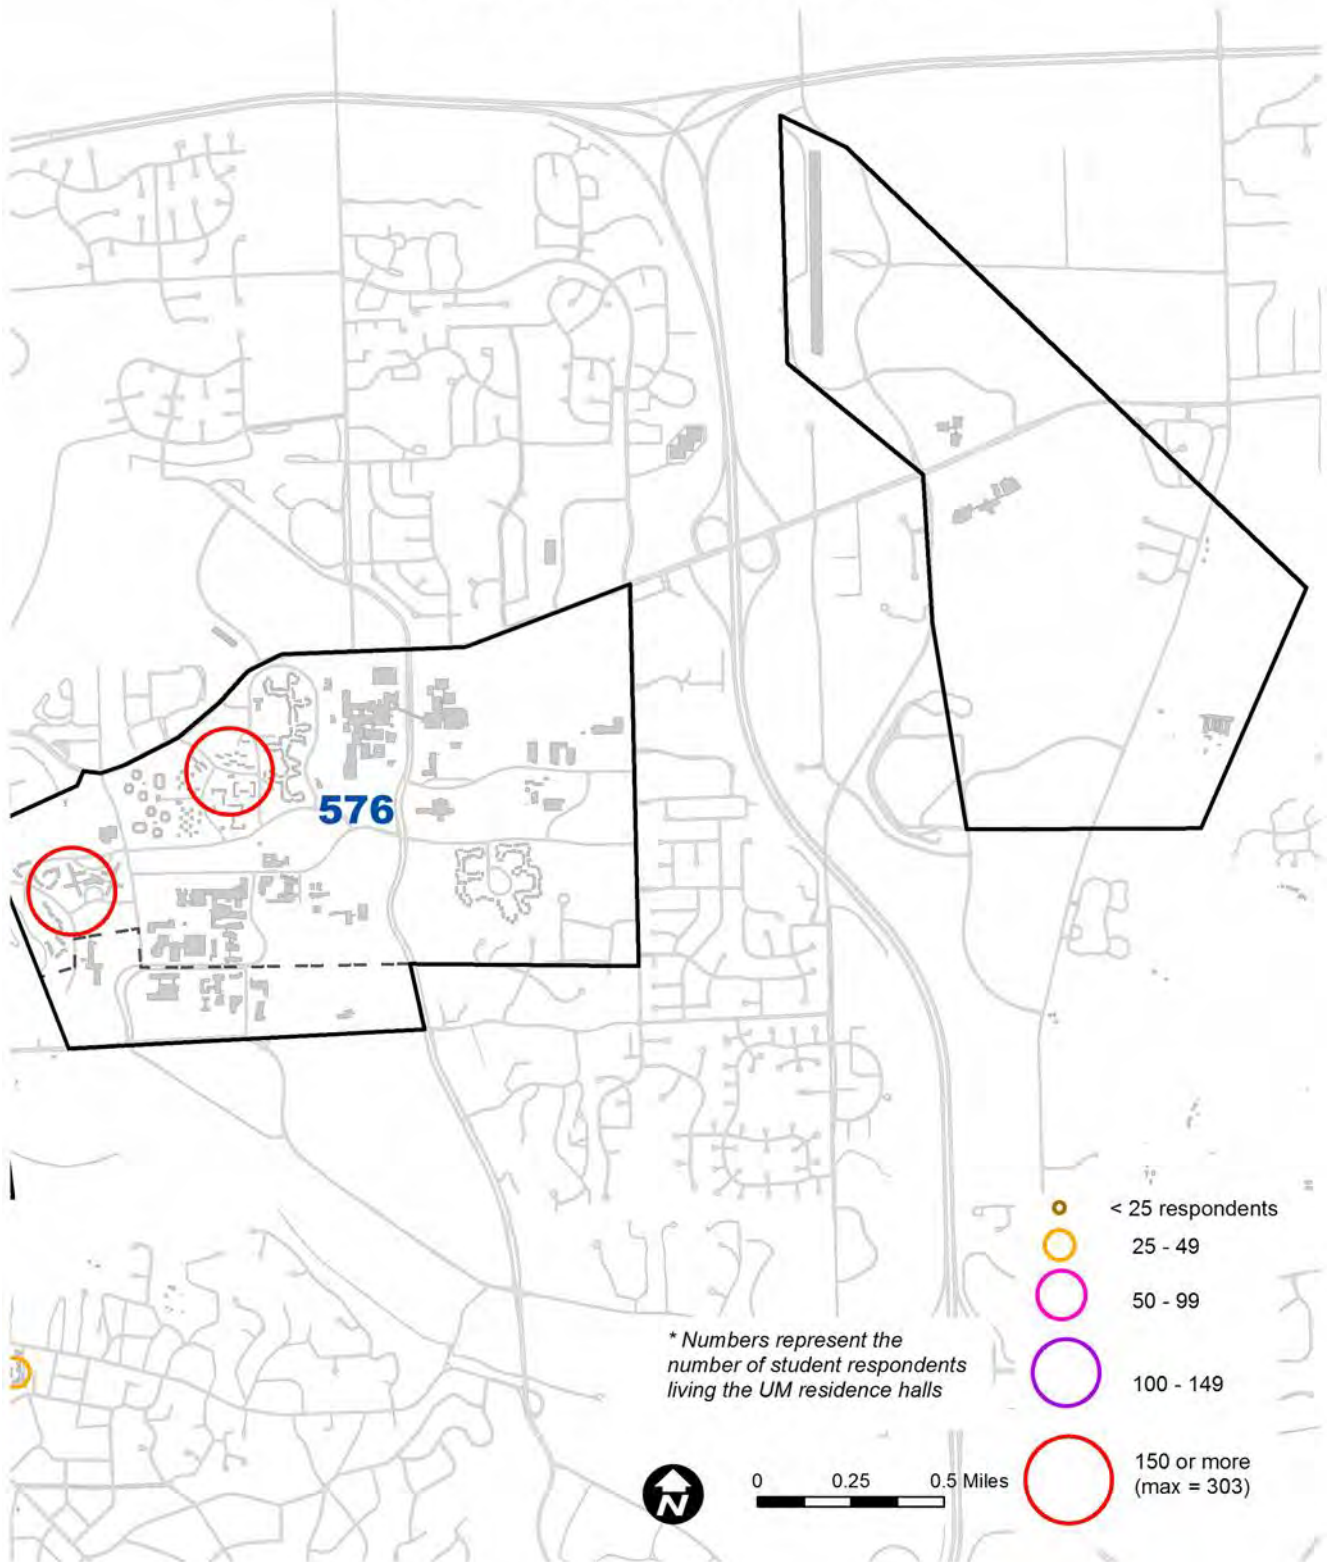 576
< 25 respondents
25 - 49
50 - 99
* Numbers represent the
number of student respondents
living the UM residence halls
100 - 149
150 or more
(max = 303)
N
0 0.25 0.5 Miles